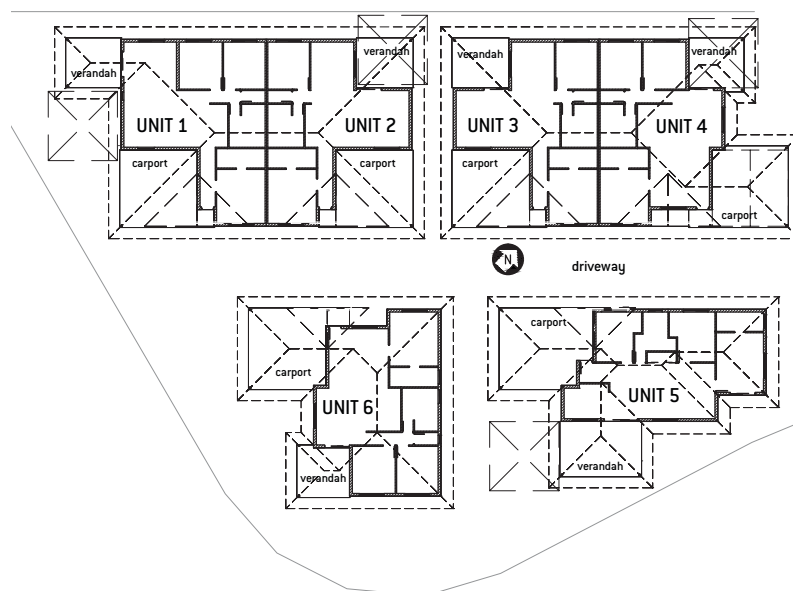 verandah
verandah
verandah
verandah
UNIT 1
UNIT 2
UNIT 3
UNIT 4
carport
carport
carport
carport
N
driveway
carport
carport
UNIT 6
UNIT 5
verandah
verandah